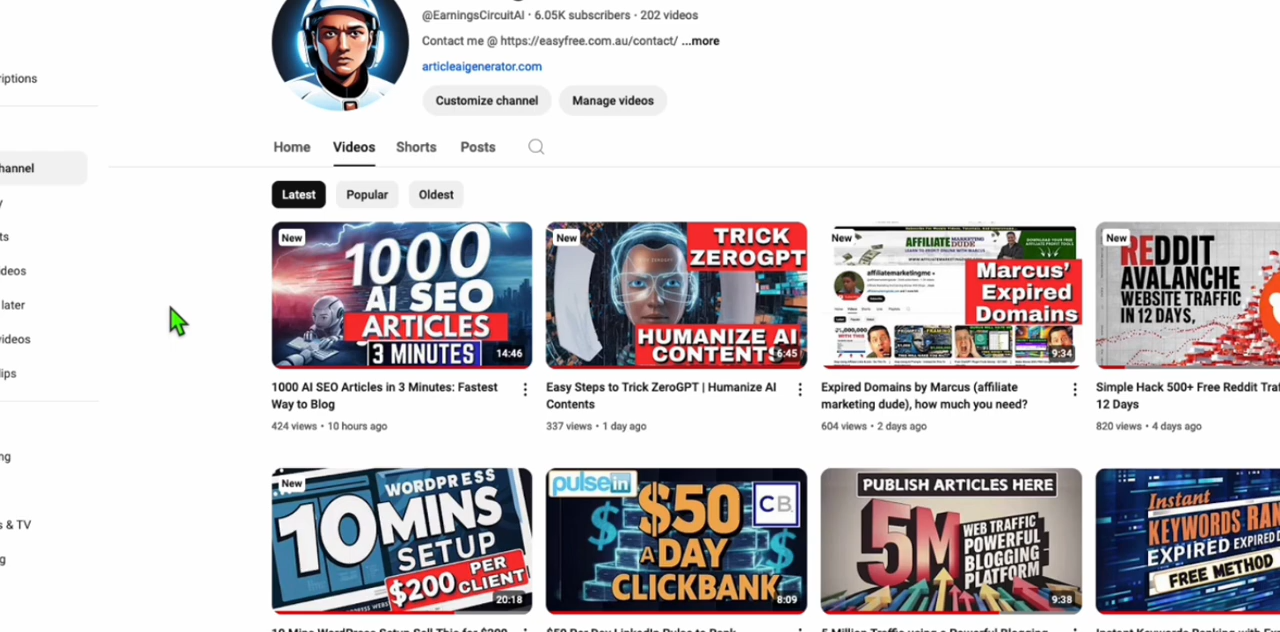 @EarningsCircuitAI · 6.05K subscribers · 202 videos
Contact me @ https://easyfree.com.au/contact/ ...more
articleaigenerator.com
Customize channel
Manage videos
riptions
hannel
ts
deos
later
videos
lips
ng
s & TV
g
Home
Videos
Shorts
Posts
Latest
Popular
Oldest
New
1000
AI SEO
ARTICLES
3 MINUTES
14:46
1000 AI SEO Articles in 3 Minutes: Fastest
Way to Blog
424 views • 10 hours ago
New
TRICK
ZEROGPT
HUMANIZE AI
CONTENTS
6:45
Easy Steps to Trick ZeroGPT | Humanize AI
Contents
337 views • 1 day ago
New
AFFILIATE MARKETING DUDE
affiliatemarketingme
Marcus'
Expired
Domains
9:34
Expired Domains by Marcus (affiliate
marketing dude), how much you need?
604 views • 2 days ago
New
REDDIT
AVALANCHE
WEBSITE TRAFFIC
IN 12 DAYS,
Simple Hack 500+ Free Reddit Traf
12 Days
820 views • 4 days ago
New
WORDPRESS
10 MINS
SETUP
$200 PER
CLIENT
20:18
10 Mins WordPress Setup Sell This for $200
pulse in
CB.
$50
A DAY
CLICKBANK
8:09
$50 Per Day LinkedIn Pulse to Rank
PUBLISH ARTICLES HERE
5M
WEB TRAFFIC
POWERFUL
BLOGGING
PLATFORM
9:38
5 Million Traffic using a Powerful Blogging
Instant
KEYWORDS RAN
EXPIRED EXPIRED D
FREE METHOD
Instant Keywords Ranking with Ex